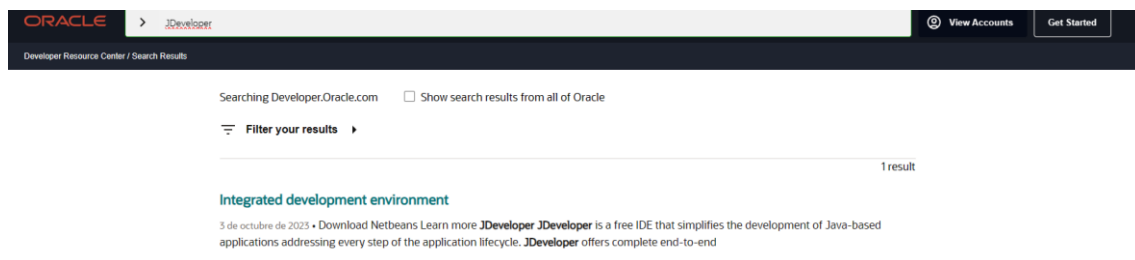 ORACLE JDeveloper View Accounts Get Started
Developer Resource Center / Search Results
Searching Developer.Oracle.com Show search results from all of Oracle
Filter your results
1 result
Integrated development environment
3 de octubre de 2023 • Download Netbeans Learn more JDeveloper JDeveloper is a free IDE that simplifies the development of Java-based
applications addressing every step of the application lifecycle. JDeveloper offers complete end-to-end